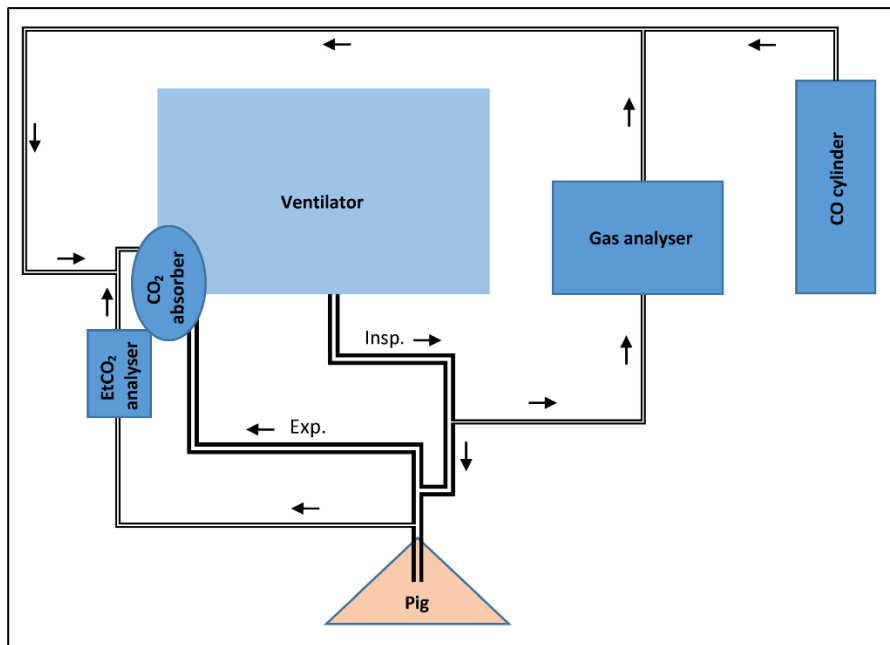 Ventilator
Gas analyser
CO cylinder
CO₂
absorber
EtCO₂
analyser
Insp.
Exp.
Pig